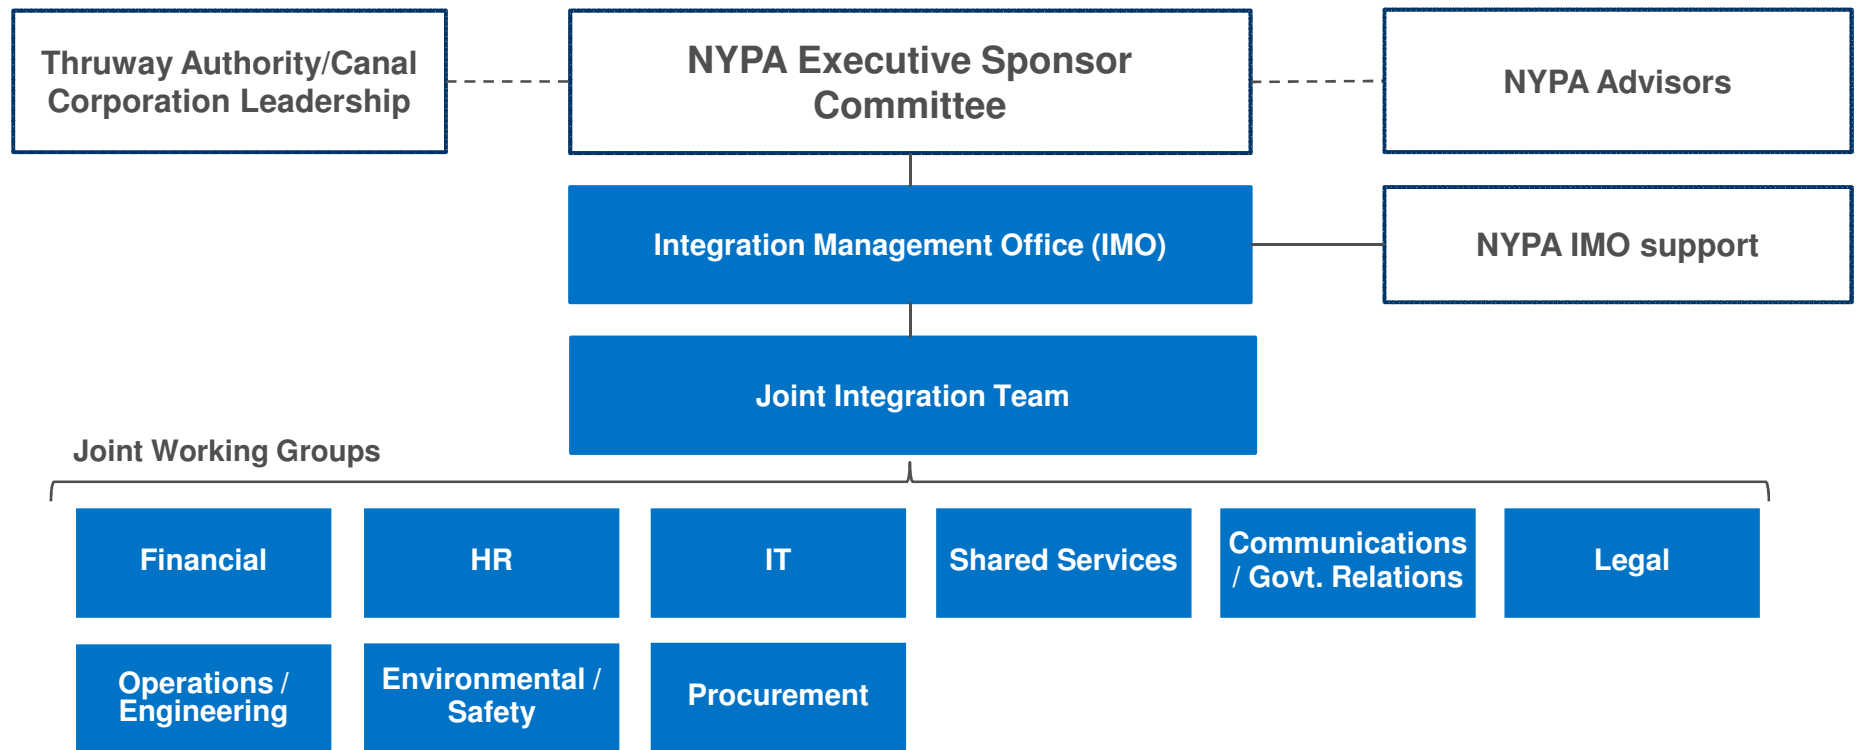 Thruway Authority/Canal
Corporation Leadership
NYPA Executive Sponsor
Committee
NYPA Advisors
Integration Management Office (IMO)
NYPA IMO support
Joint Integration Team
Joint Working Groups
Financial
HR
IT
Shared Services
Communications
/ Govt. Relations
Legal
Operations /
Engineering
Environmental /
Safety
Procurement